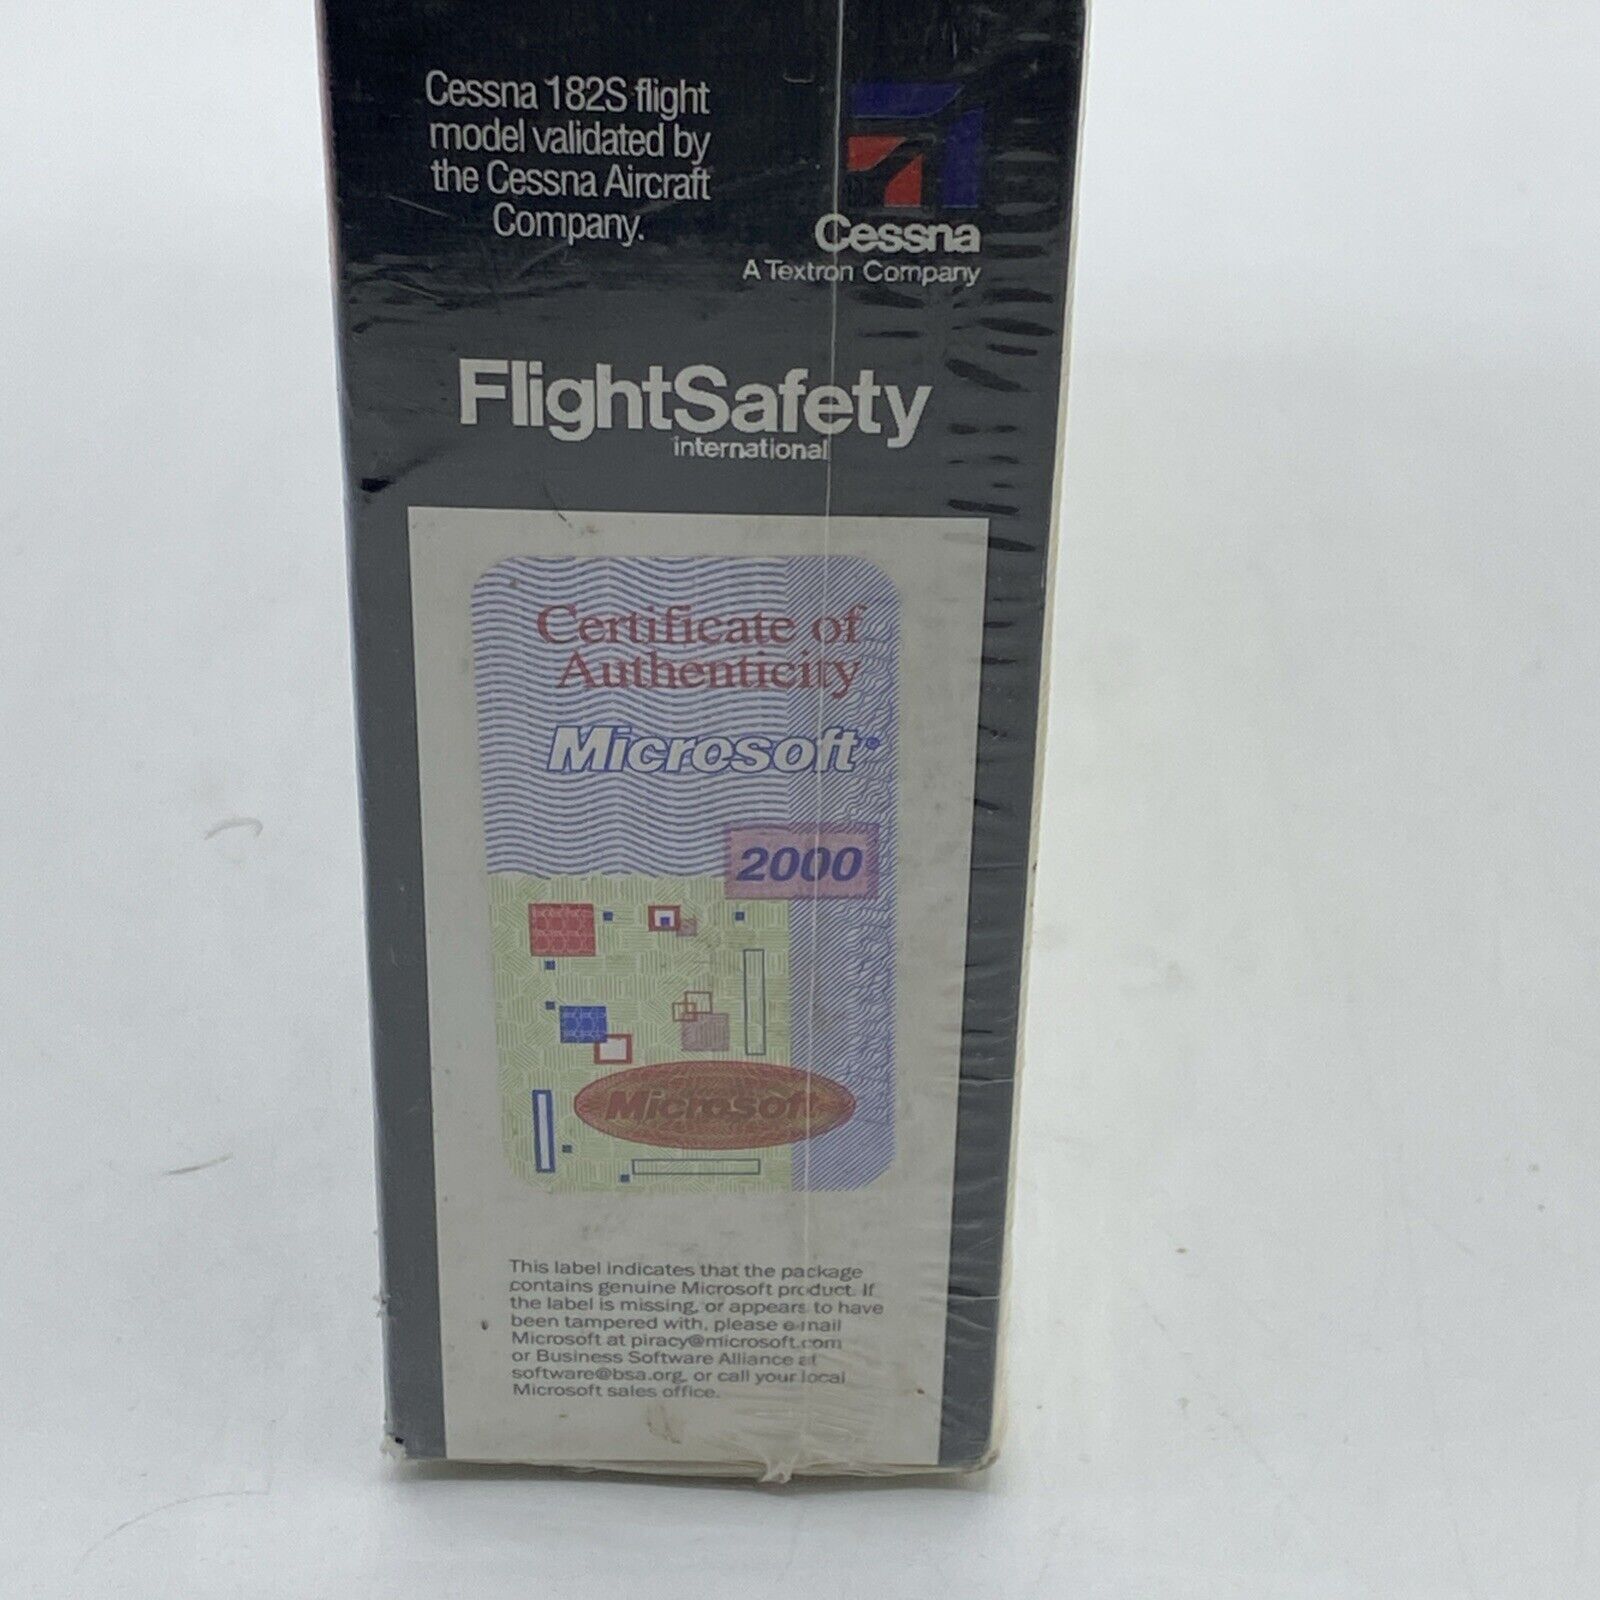 Cessna 182S flight
model validated by
the Cessna Aircraft
Company.
Cessna
A Textron Company
FlightSafety
international
Certificate of
Authenticity
Microsoft®
2000
Microsoft
This label indicates that the package
contains genuine Microsoft product. If
the label is missing, or appears to have
been tampered with, please e-mail
Microsoft at piracy@microsoft.com
or Business Software Alliance at
software@bsa.org, or call your local
Microsoft sales office.